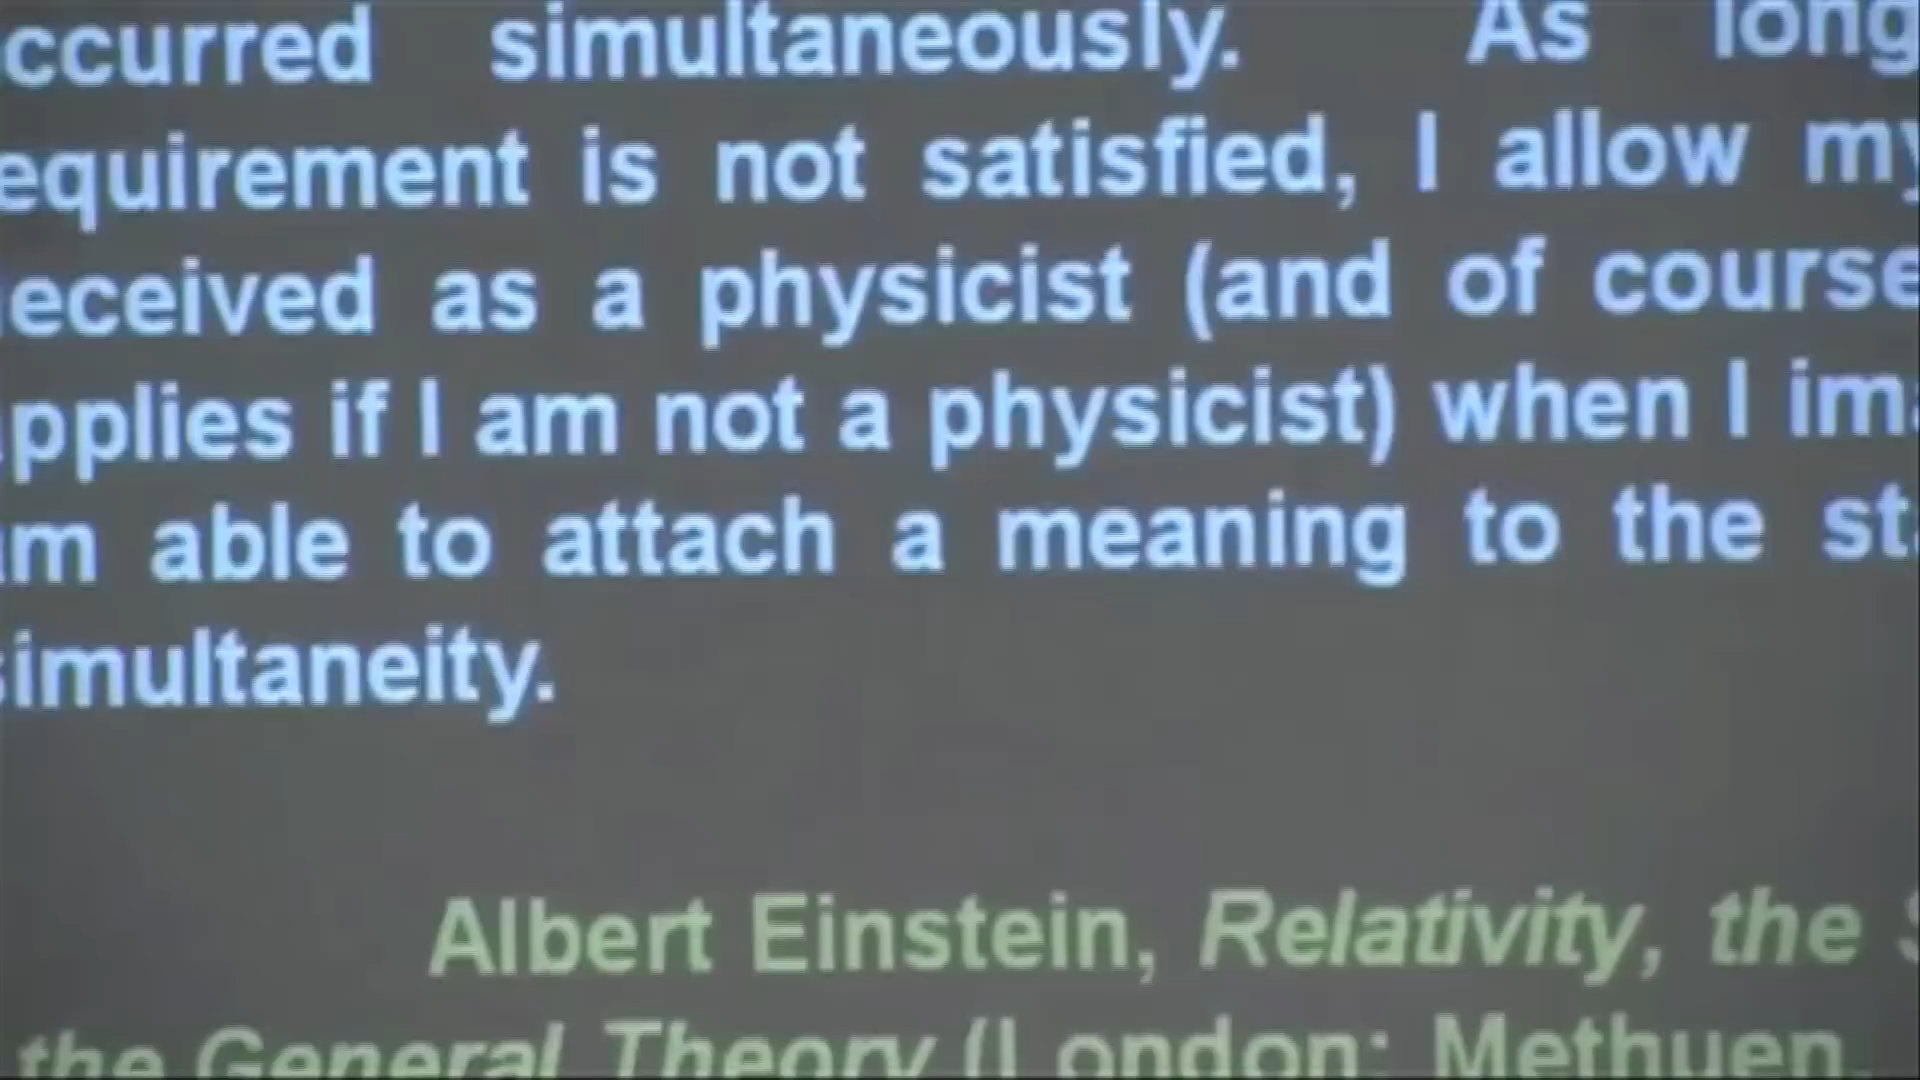 ccurred simultaneously. As long
equirement is not satisfied, I allow my
eceived as a physicist (and of course
pplies if I am not a physicist) when I ima
m able to attach a meaning to the sta
simultaneity.
Albert Einstein, Relativity, the S
the General Theory (London: Methuen,